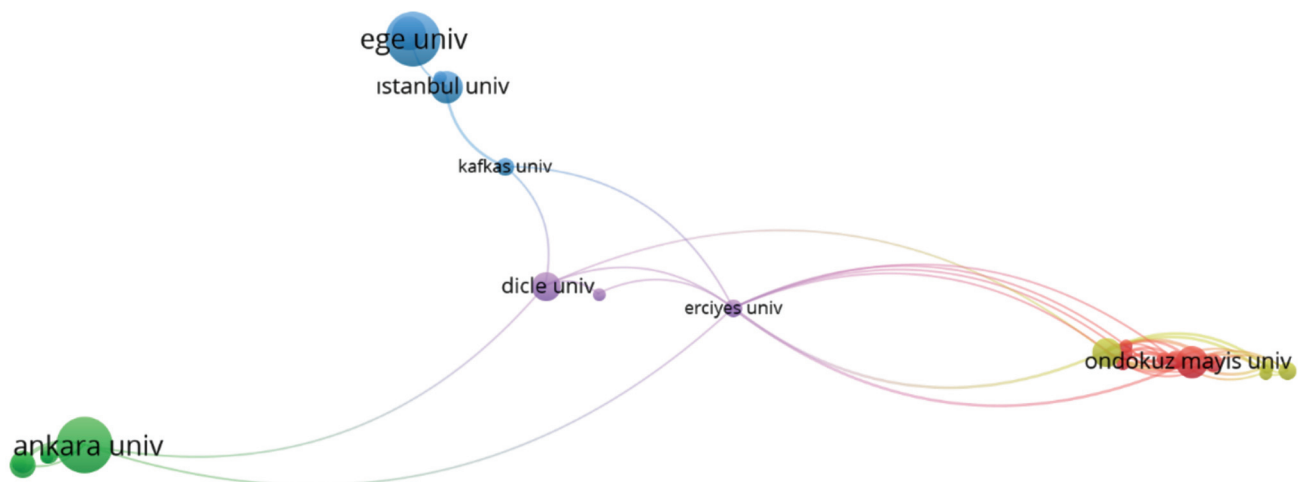 ege univ
ıstanbul univ
kafkas univ
dicle univ
erciyes univ
ondokuz mayis univ
ankara univ